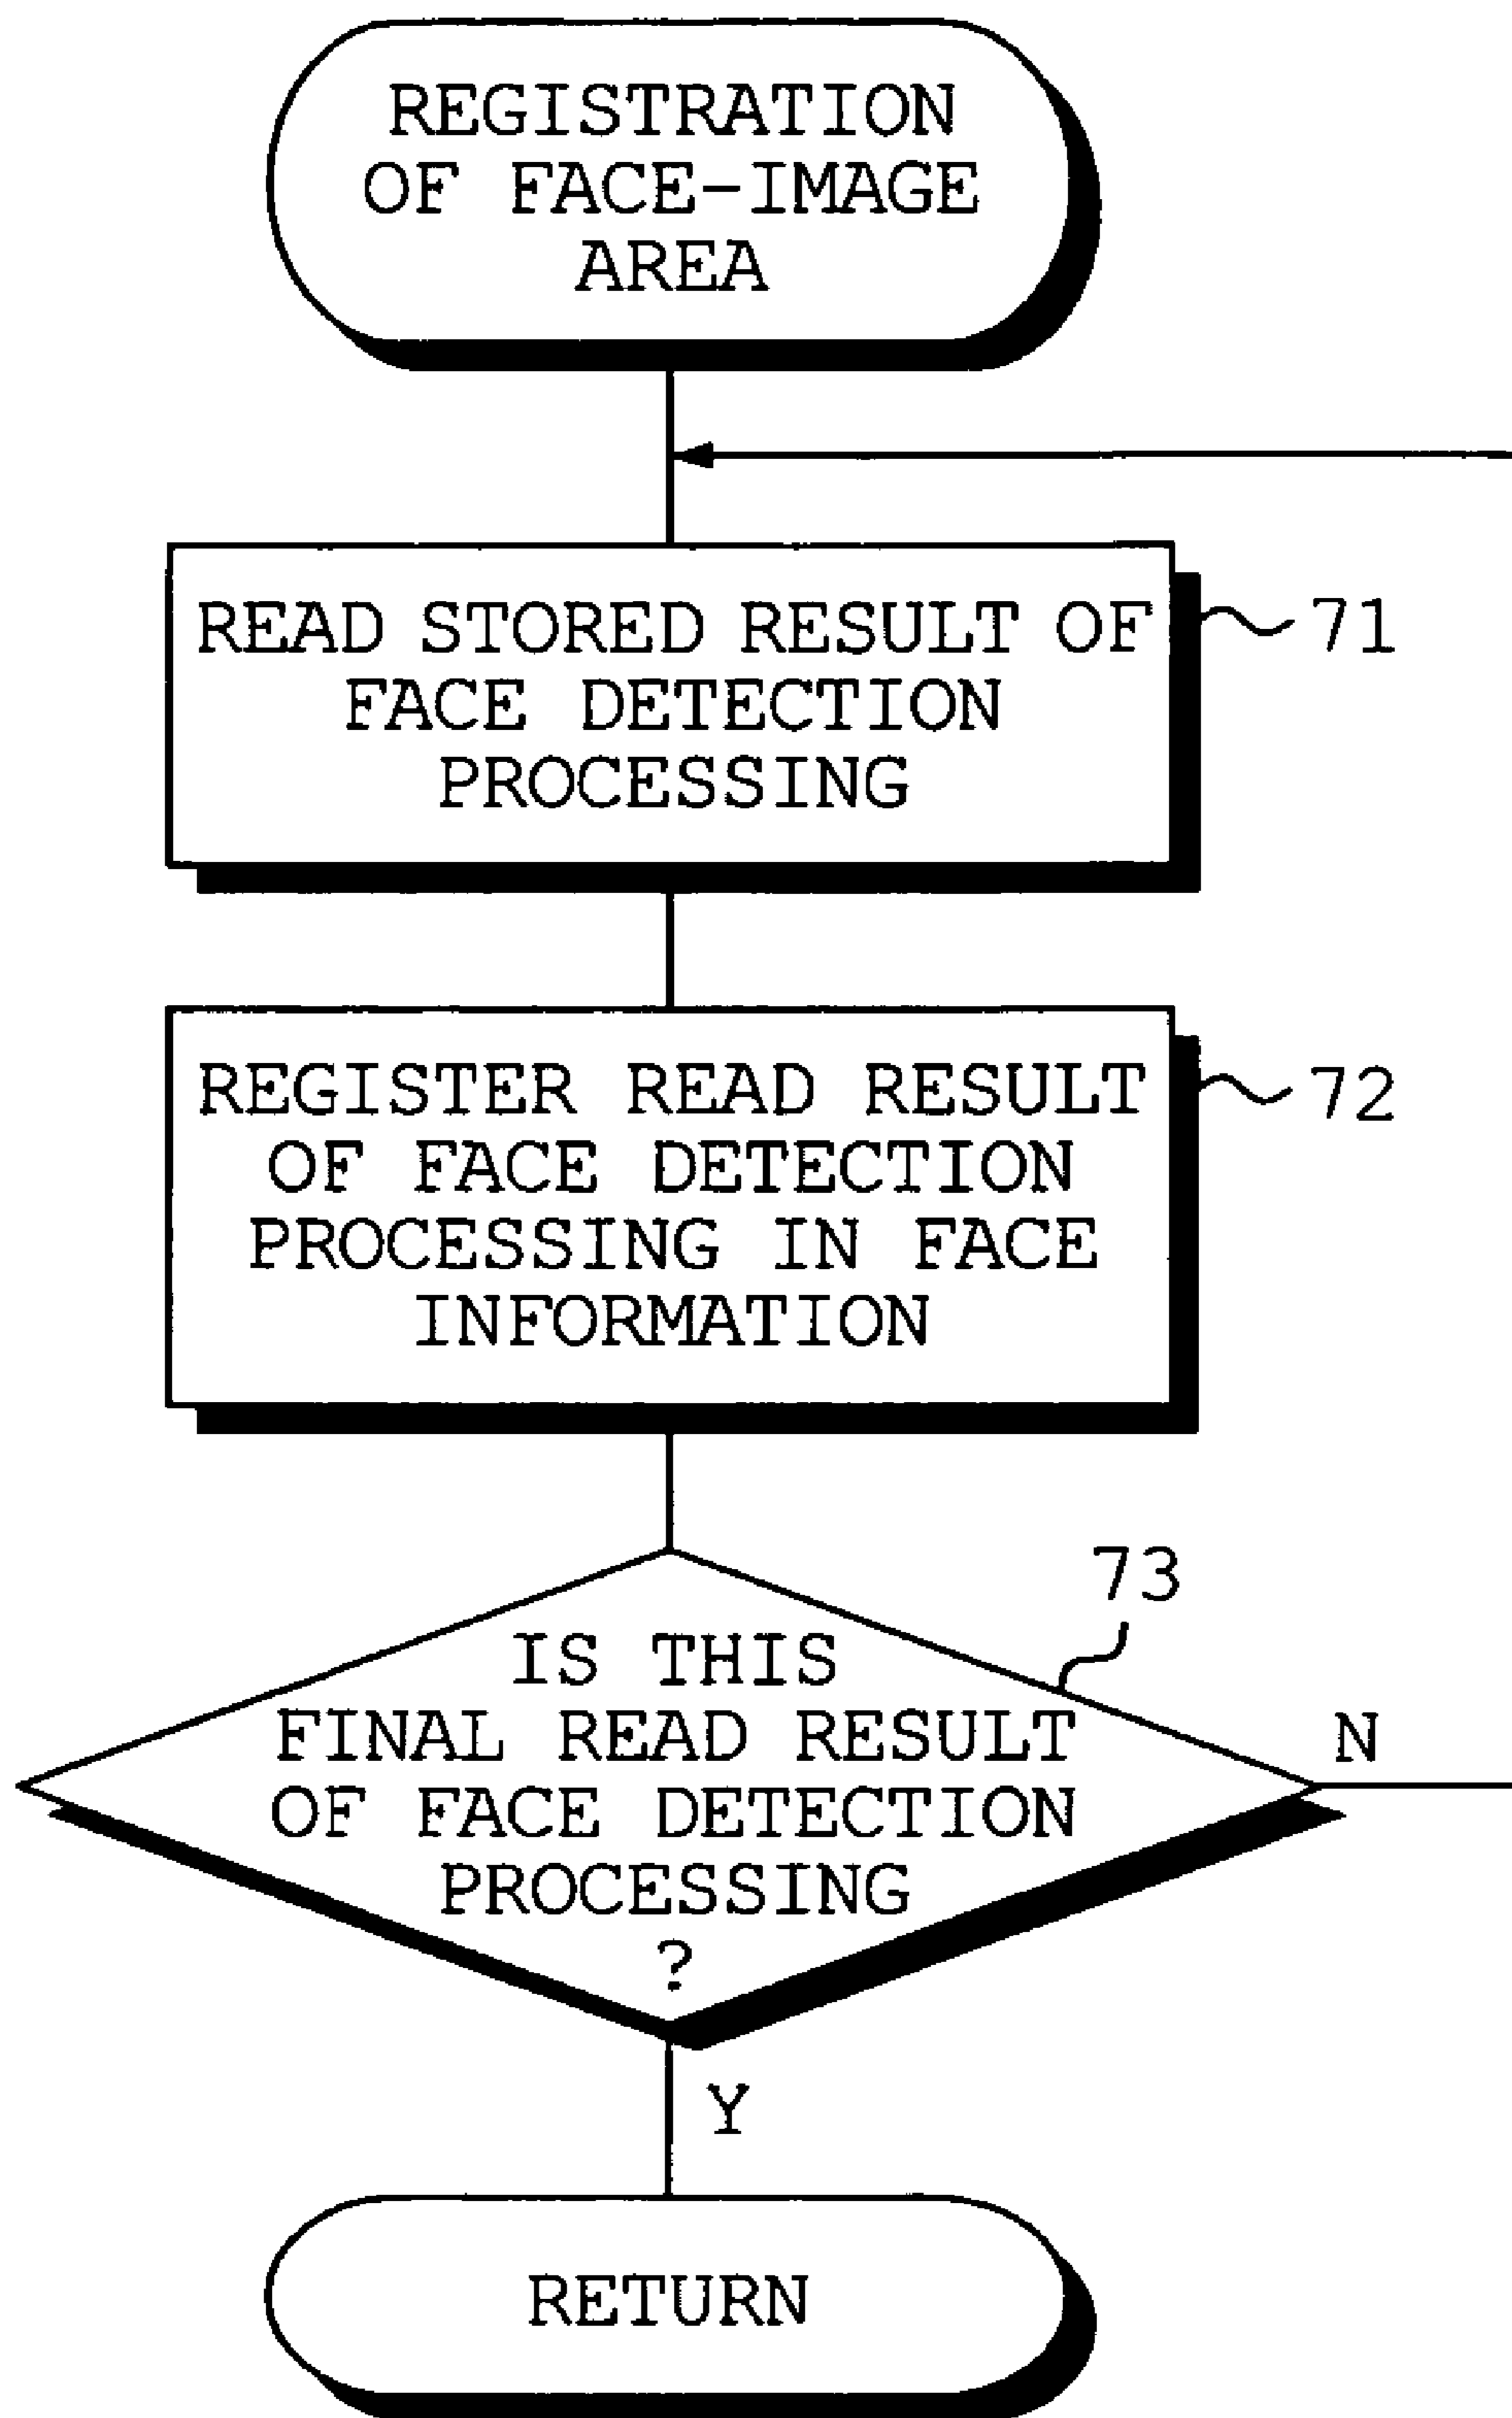 REGISTRATION
OF FACE-IMAGE
AREA
READ STORED RESULT OF
FACE DETECTION
PROCESSING
71
REGISTER READ RESULT
OF FACE DETECTION
PROCESSING IN FACE
INFORMATION
72
73
IS THIS
FINAL READ RESULT
OF FACE DETECTION
PROCESSING
?
N
Y
RETURN